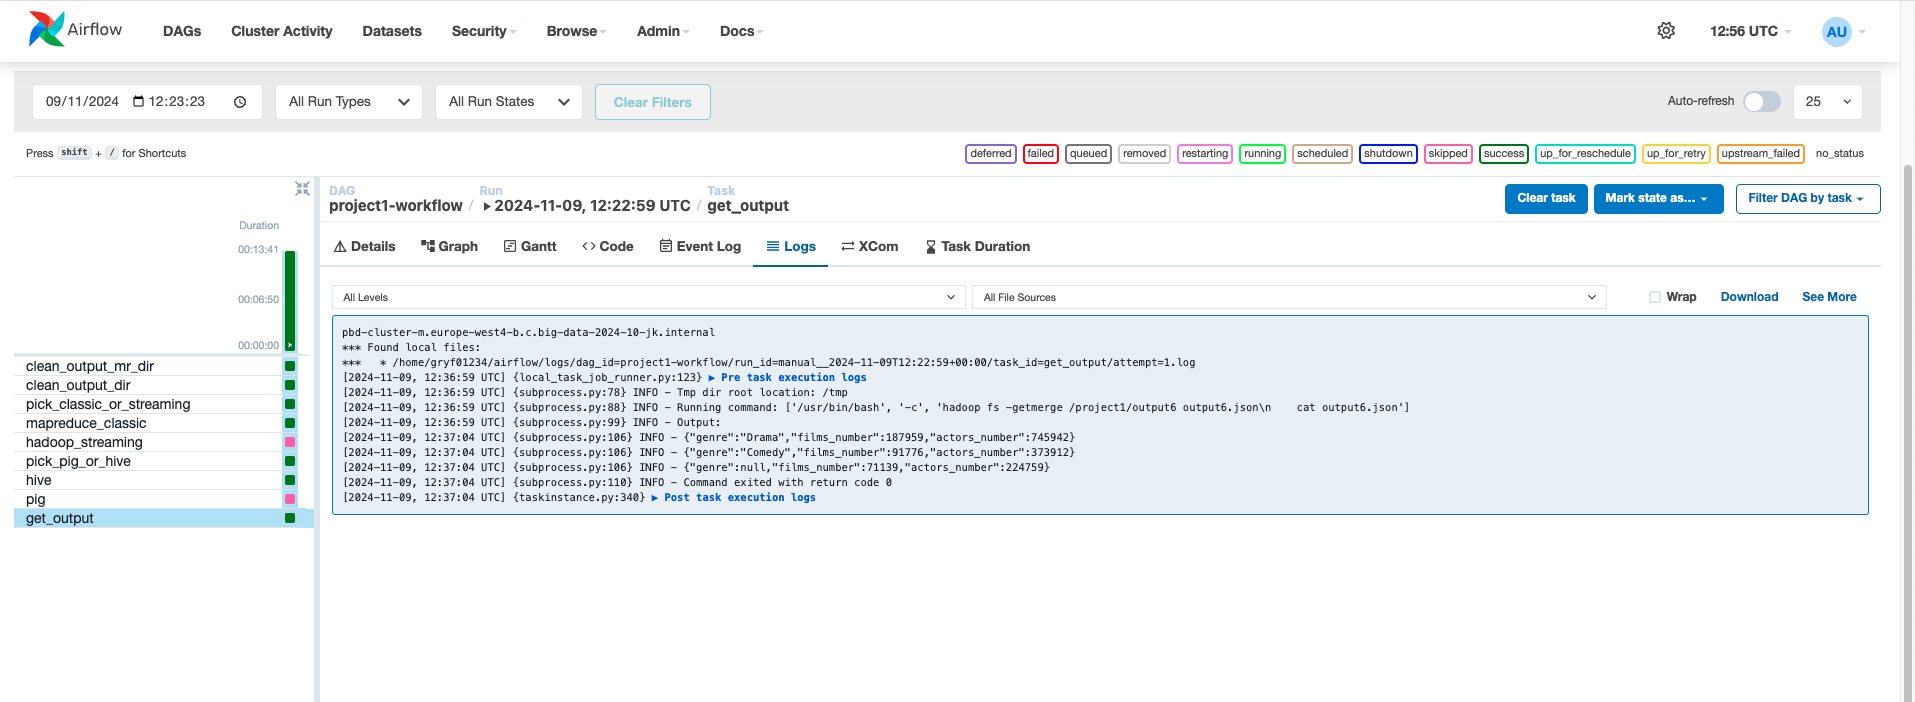 Airflow DAGs Cluster Activity Datasets Security Browse Admin Docs 12:56 UTC AU
09/11/2024 12:23:23 All Run Types All Run States Clear Filters Auto-refresh 25
Press shift + / for Shortcuts deferred failed queued removed restarting running scheduled shutdown skipped success up_for_reschedule up_for_retry upstream_failed no_status
DAG Run Task
project1-workflow / 2024-11-09, 12:22:59 UTC / get_output Clear task Mark state as... Filter DAG by task
Duration
00:13:41
00:06:50
00:00:00
clean_output_mr_dir
clean_output_dir
pick_classic_or_streaming
mapreduce_classic
hadoop_streaming
pick_pig_or_hive
hive
pig
get_output
Details Graph Gantt Code Event Log Logs XCom Task Duration
All Levels All File Sources Wrap Download See More
pbd-cluster-m.europe-west4-b.c.big-data-2024-10-jk.internal
*** Found local files:
***   * /home/gryf01234/airflow/logs/dag_id=project1-workflow/run_id=manual__2024-11-09T12:22:59+00:00/task_id=get_output/attempt=1.log
[2024-11-09, 12:36:59 UTC] {local_task_job_runner.py:123} ▶ Pre task execution logs
[2024-11-09, 12:36:59 UTC] {subprocess.py:78} INFO - Tmp dir root location: /tmp
[2024-11-09, 12:36:59 UTC] {subprocess.py:88} INFO - Running command: ['/usr/bin/bash', '-c', 'hadoop fs -getmerge /project1/output6 output6.json\n    cat output6.json']
[2024-11-09, 12:36:59 UTC] {subprocess.py:99} INFO - Output:
[2024-11-09, 12:37:04 UTC] {subprocess.py:106} INFO - {"genre":"Drama","films_number":187959,"actors_number":745942}
[2024-11-09, 12:37:04 UTC] {subprocess.py:106} INFO - {"genre":"Comedy","films_number":91776,"actors_number":373912}
[2024-11-09, 12:37:04 UTC] {subprocess.py:106} INFO - {"genre":null,"films_number":71139,"actors_number":224759}
[2024-11-09, 12:37:04 UTC] {subprocess.py:110} INFO - Command exited with return code 0
[2024-11-09, 12:37:04 UTC] {taskinstance.py:340} ▶ Post task execution logs